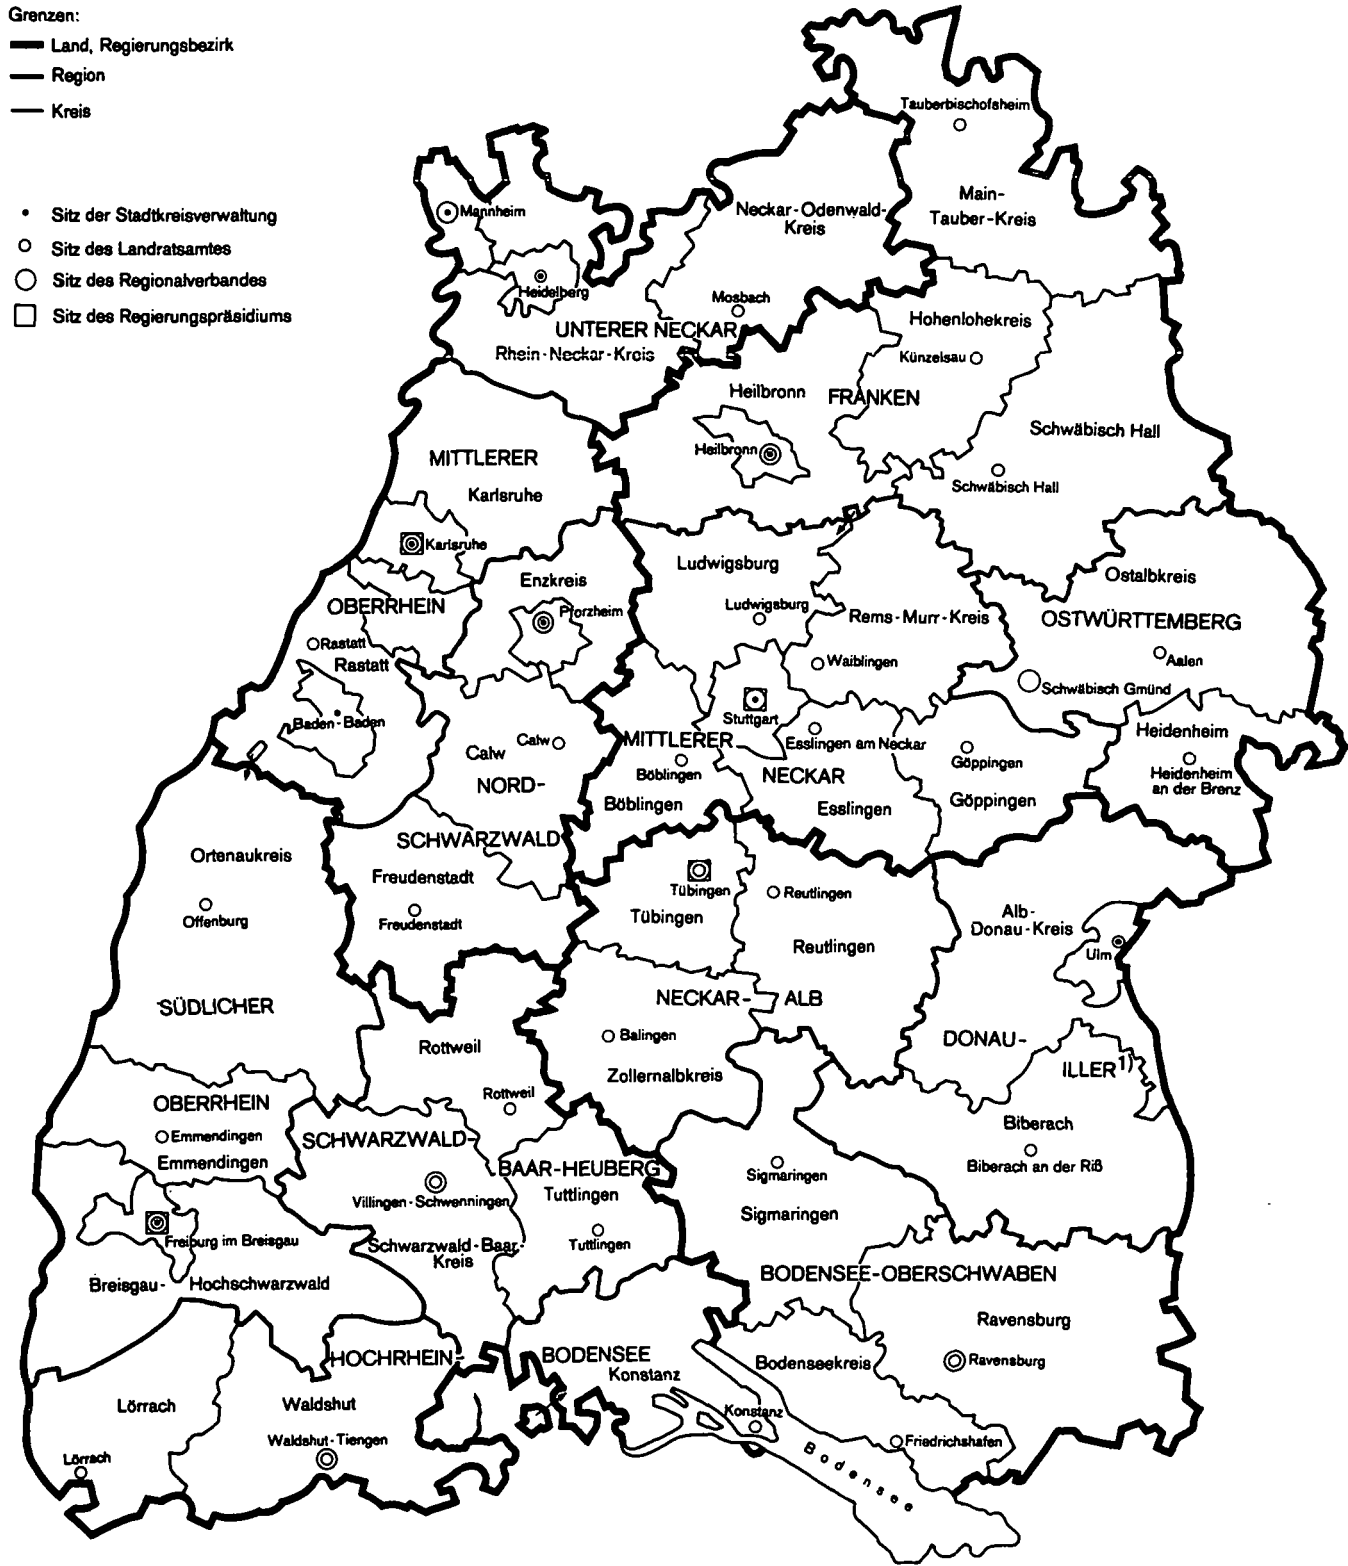 Grenzen:
Land, Regierungsbezirk
Region
Kreis
Sitz der Stadtkreisverwaltung
Sitz des Landratsamtes
Sitz des Regionalverbandes
Sitz des Regierungspräsidiums
Tauberbischofsheim
Main-
Tauber-Kreis
Neckar-Odenwald-
Kreis
Mannheim
Heidelberg
Mosbach
UNTERER NECKAR
Rhein-Neckar-Kreis
Hohenlohekreis
Künzelsau
Heilbronn
FRANKEN
Heilbronn
Schwäbisch Hall
Schwäbisch Hall
MITTLERER
Karlsruhe
Karlsruhe
Enzkreis
Pforzheim
OBERRHEIN
Rastatt
Rastatt
Baden-Baden
Ludwigsburg
Ludwigsburg
Rems-Murr-Kreis
Waiblingen
Ostalbkreis
OSTWÜRTTEMBERG
Aalen
Schwäbisch Gmünd
Stuttgart
Calw
Calw
NORD-
MITTLERER
Böblingen
Böblingen
Esslingen am Neckar
NECKAR
Esslingen
Göppingen
Göppingen
Heidenheim
Heidenheim
an der Brenz
SCHWARZWALD
Freudenstadt
Freudenstadt
Ortenaukreis
Offenburg
SÜDLICHER
Tübingen
Tübingen
Reutlingen
Reutlingen
Alb-
Donau-Kreis
Ulm
NECKAR- ALB
Balingen
Zollernalbkreis
DONAU-
ILLER1)
Rottweil
Rottweil
OBERRHEIN
Emmendingen
Emmendingen
SCHWARZWALD-
Villingen-Schwenningen
BAAR-HEUBERG
Tuttlingen
Tuttlingen
Schwarzwald-Baar-
Kreis
Biberach
Biberach an der Riß
Sigmaringen
Sigmaringen
Freiburg im Breisgau
Breisgau- Hochschwarzwald
BODENSEE-OBERSCHWABEN
Ravensburg
Ravensburg
HOCHRHEIN-
BODENSEE
Konstanz
Bodenseekreis
Lörrach
Lörrach
Waldshut
Waldshut-Tiengen
Konstanz
Friedrichshafen
Bodensee